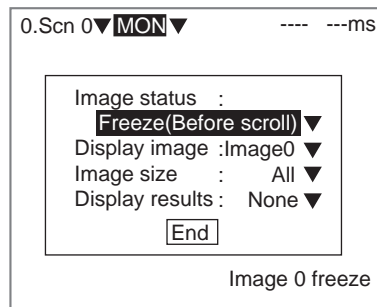 0.Scn 0▼ MON▼ ---- ---ms
Image status :
Freeze(Before scroll) ▼
Display image :Image0 ▼
Image size : All ▼
Display results : None ▼
End
Image 0 freeze